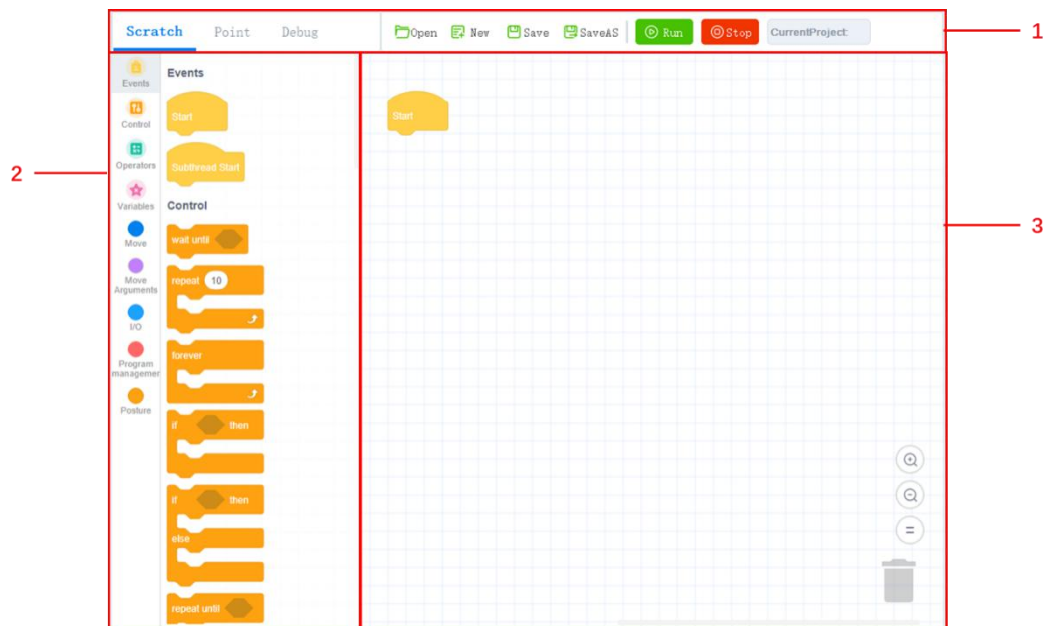 Scratch Point Debug Open New Save SaveAS Run Stop CurrentProject:
1
2
3
Events
Control
Operators
Variables
Move
Move
Arguments
I/O
Program
managemer
Posture
Events
Start
Subthread Start
Control
wait until
repeat 10
forever
if then
if then
else
repeat until
Start